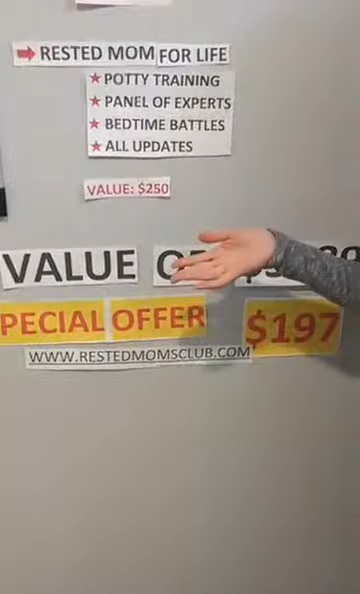 RESTED MOM FOR LIFE
★ POTTY TRAINING
★ PANEL OF EXPERTS
★ BEDTIME BATTLES
★ ALL UPDATES
VALUE: $250
VALUE
PECIAL OFFER $197
WWW.RESTEDMOMSCLUB.COM